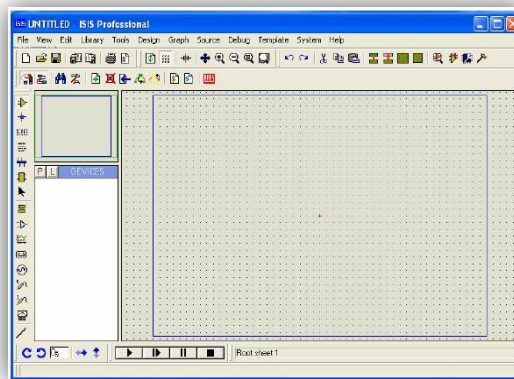 ISIS UNTITLED - ISIS Professional
File View Edit Library Tools Design Graph Source Debug Template System Help
P L DEVICES
Root sheet 1